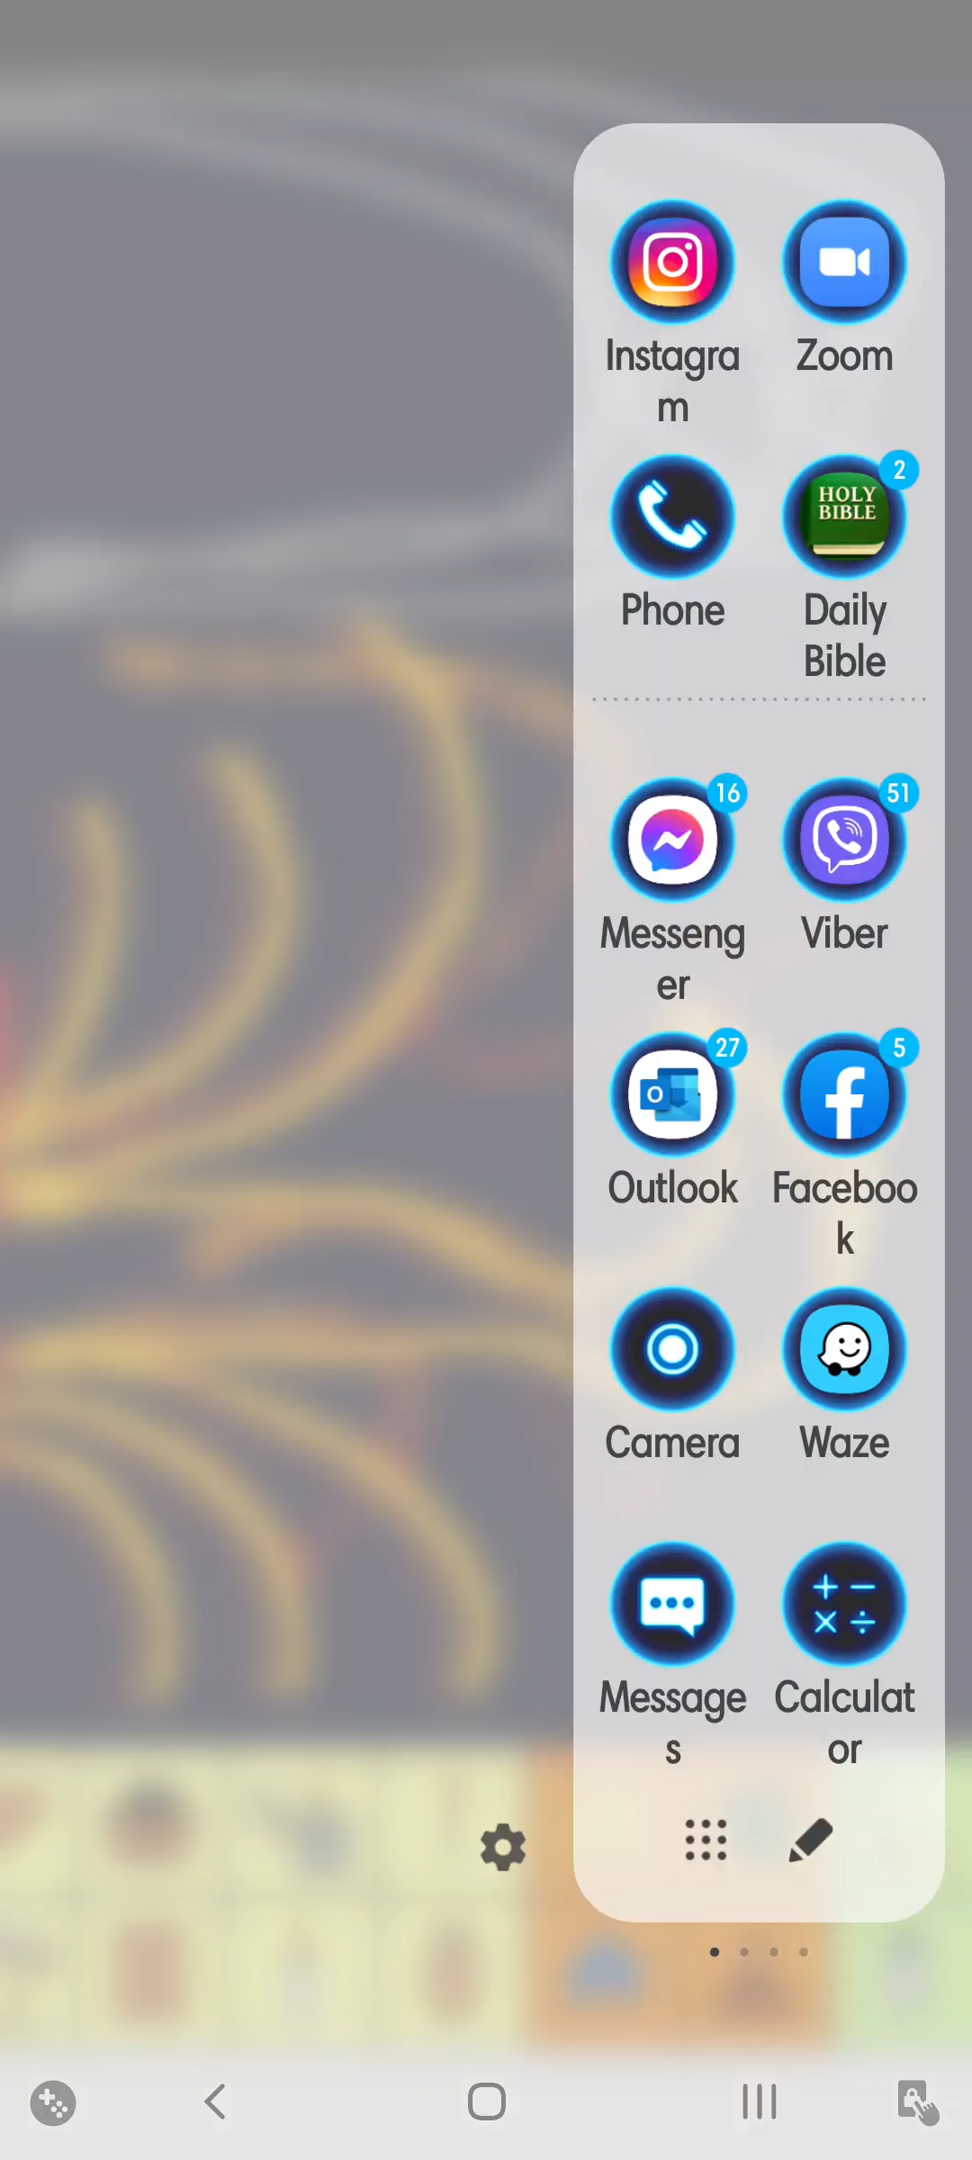 Instagra
m
Zoom
Phone
HOLY
BIBLE
2
Daily
Bible
16
Messeng
er
51
Viber
27
Outlook
5
Faceboo
k
Camera
Waze
Message
s
Calculat
or